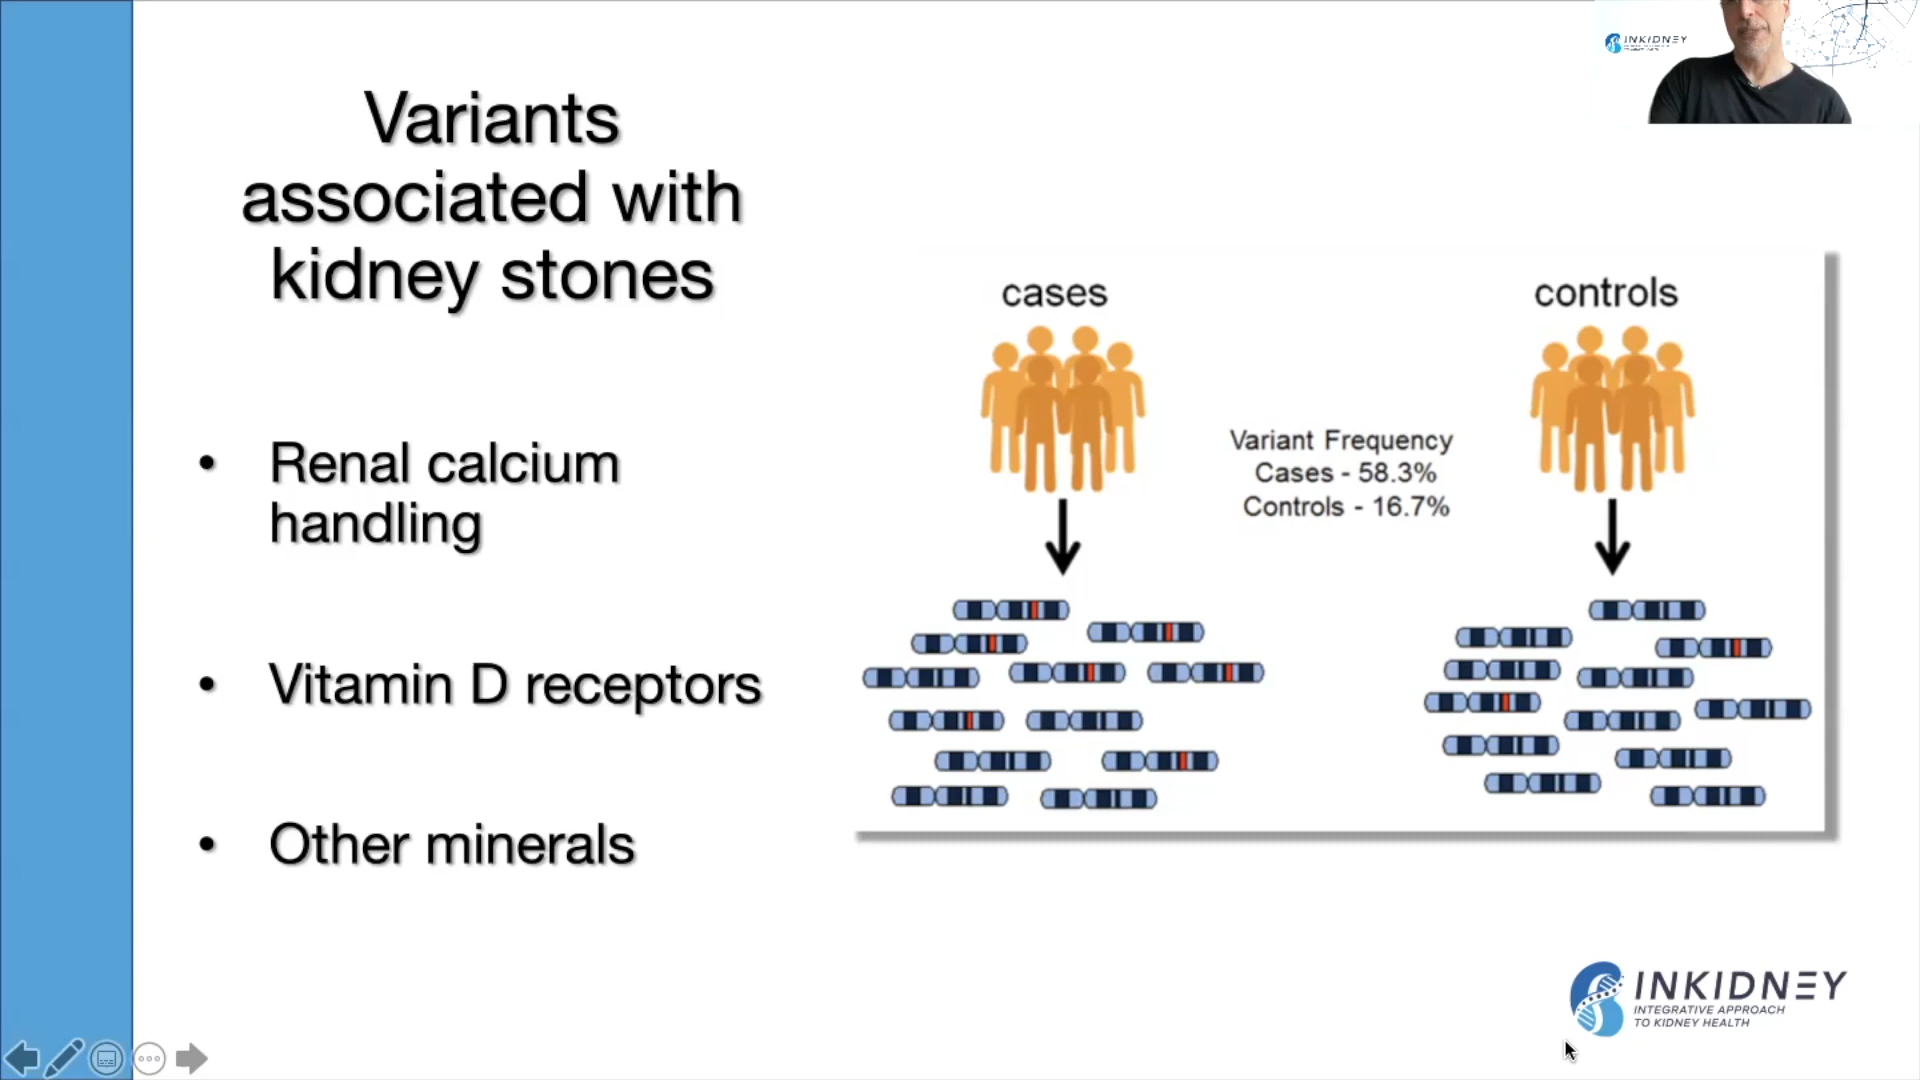 INKIDNEY
Variants
associated with
kidney stones
• Renal calcium
handling
• Vitamin D receptors
• Other minerals
cases
controls
Variant Frequency
Cases - 58.3%
Controls - 16.7%
INKIDNEY
INTEGRATIVE APPROACH
TO KIDNEY HEALTH